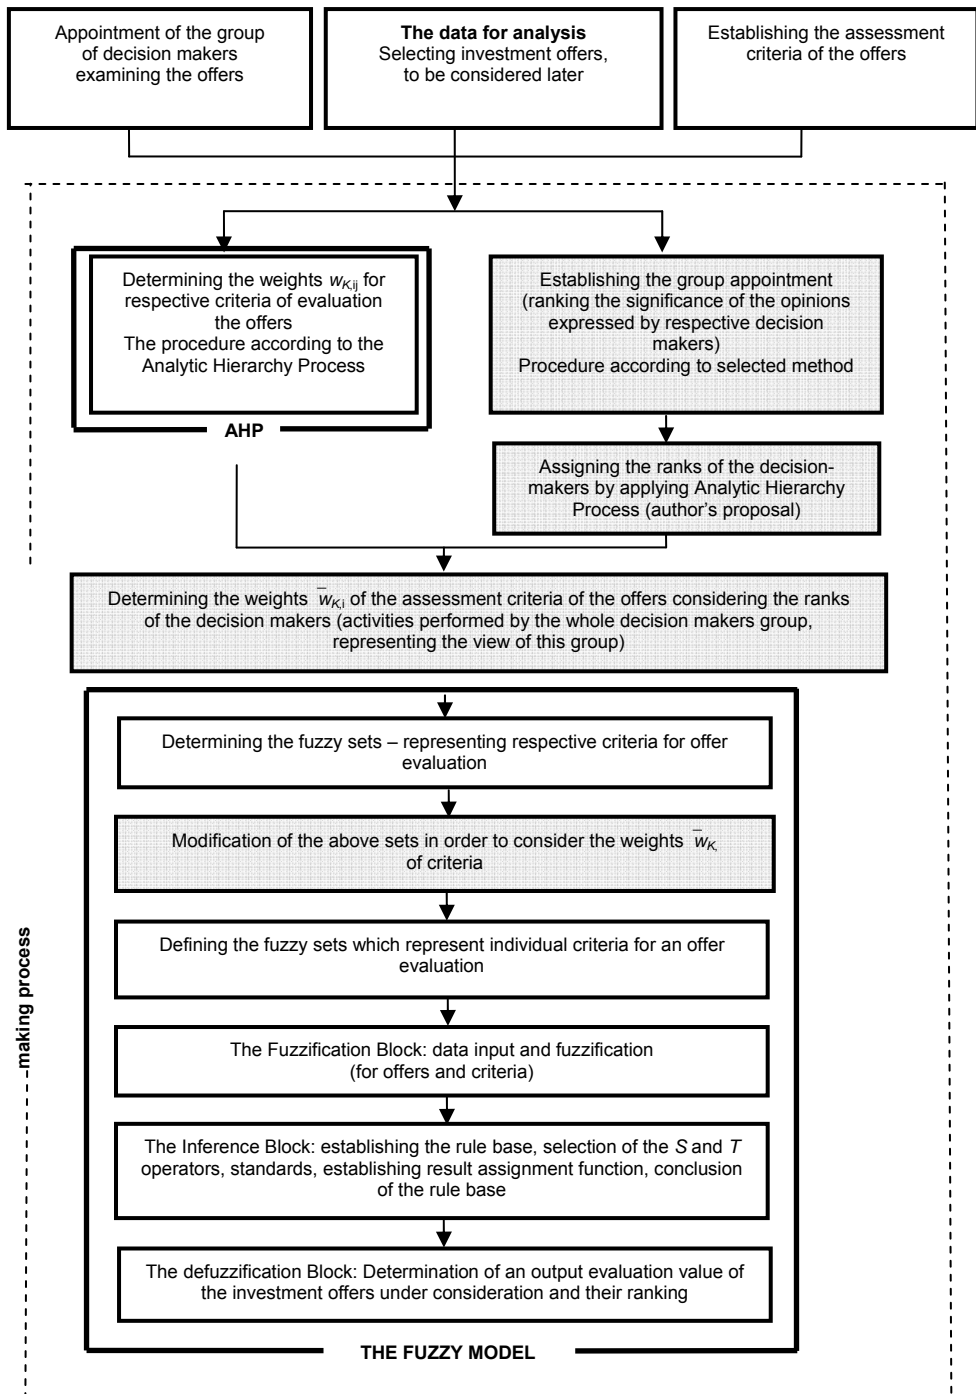 Appointment of the group
of decision makers
examining the offers
The data for analysis
Selecting investment offers,
to be considered later
Establishing the assessment
criteria of the offers
Determining the weights wK,ij for
respective criteria of evaluation
the offers
The procedure according to the
Analytic Hierarchy Process
AHP
Establishing the group appointment
(ranking the significance of the opinions
expressed by respective decision
makers)
Procedure according to selected method
Assigning the ranks of the decision-
makers by applying Analytic Hierarchy
Process (author's proposal)
Determining the weights w̅K,i of the assessment criteria of the offers considering the ranks
of the decision makers (activities performed by the whole decision makers group,
representing the view of this group)
Determining the fuzzy sets – representing respective criteria for offer
evaluation
Modification of the above sets in order to consider the weights w̅K,
of criteria
Defining the fuzzy sets which represent individual criteria for an offer
evaluation
The Fuzzification Block: data input and fuzzification
(for offers and criteria)
The Inference Block: establishing the rule base, selection of the S and T
operators, standards, establishing result assignment function, conclusion
of the rule base
The defuzzification Block: Determination of an output evaluation value of
the investment offers under consideration and their ranking
THE FUZZY MODEL
making process